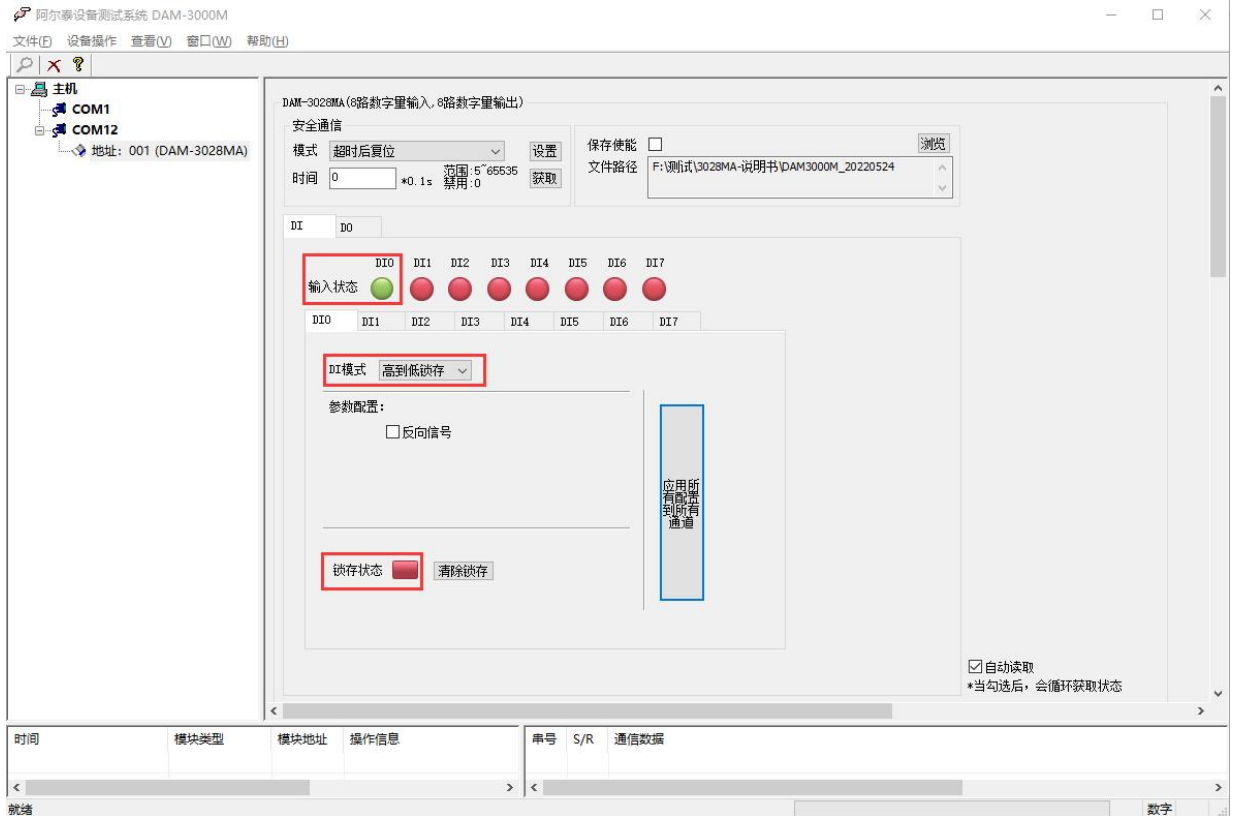 阿尔泰设备测试系统 DAM-3000M
文件(F) 设备操作 查看(V) 窗口(W) 帮助(H)
主机
COM1
COM12
地址：001 (DAM-3028MA)
DAM-3028MA(8路数字量输入,8路数字量输出)
安全通信
模式 超时后复位 设置
时间 0 *0.1s 范围:5~65535 禁用:0 获取
保存使能 浏览
文件路径 F:\测试\3028MA-说明书\DAM3000M_20220524
DI DO
DI0 DI1 DI2 DI3 DI4 DI5 DI6 DI7
输入状态
DI0 DI1 DI2 DI3 DI4 DI5 DI6 DI7
DI模式 高到低锁存
参数配置：
反向信号
应用所
有配置
到所有
通道
锁存状态 清除锁存
自动读取
*当勾选后，会循环获取状态
时间 模块类型 模块地址 操作信息 串号 S/R 通信数据
就绪 数字